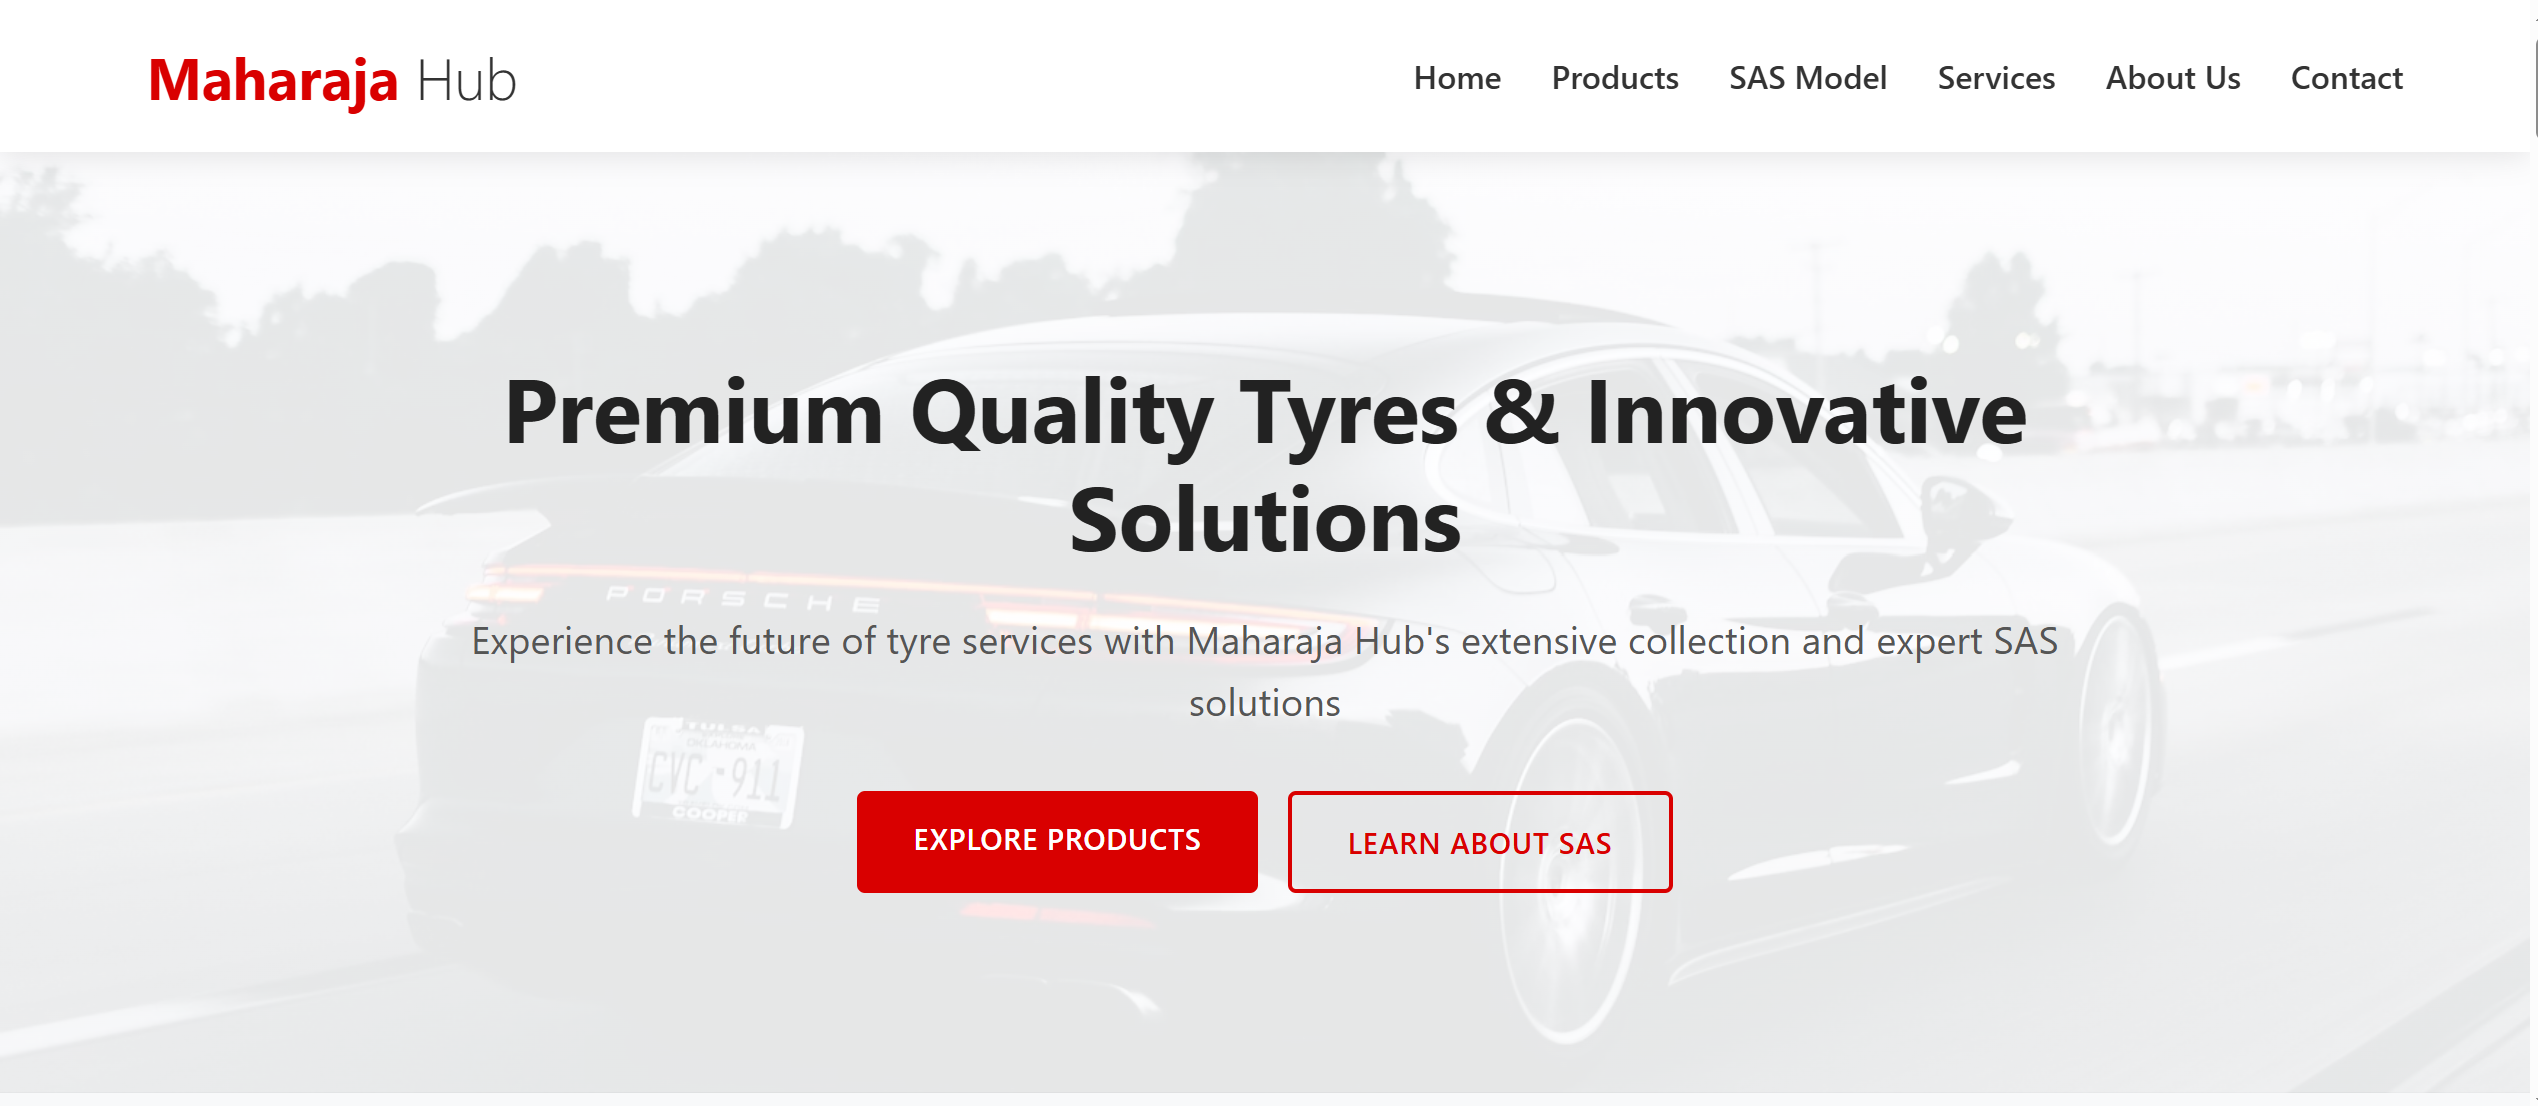 Maharaja Hub
Home
Products
SAS Model
Services
About Us
Contact
Premium Quality Tyres & Innovative
Solutions
PORSCHE
Experience the future of tyre services with Maharaja Hub's extensive collection and expert SAS
solutions
TULSA
OKLAHOMA
CVC-911
COOPER
EXPLORE PRODUCTS
LEARN ABOUT SAS